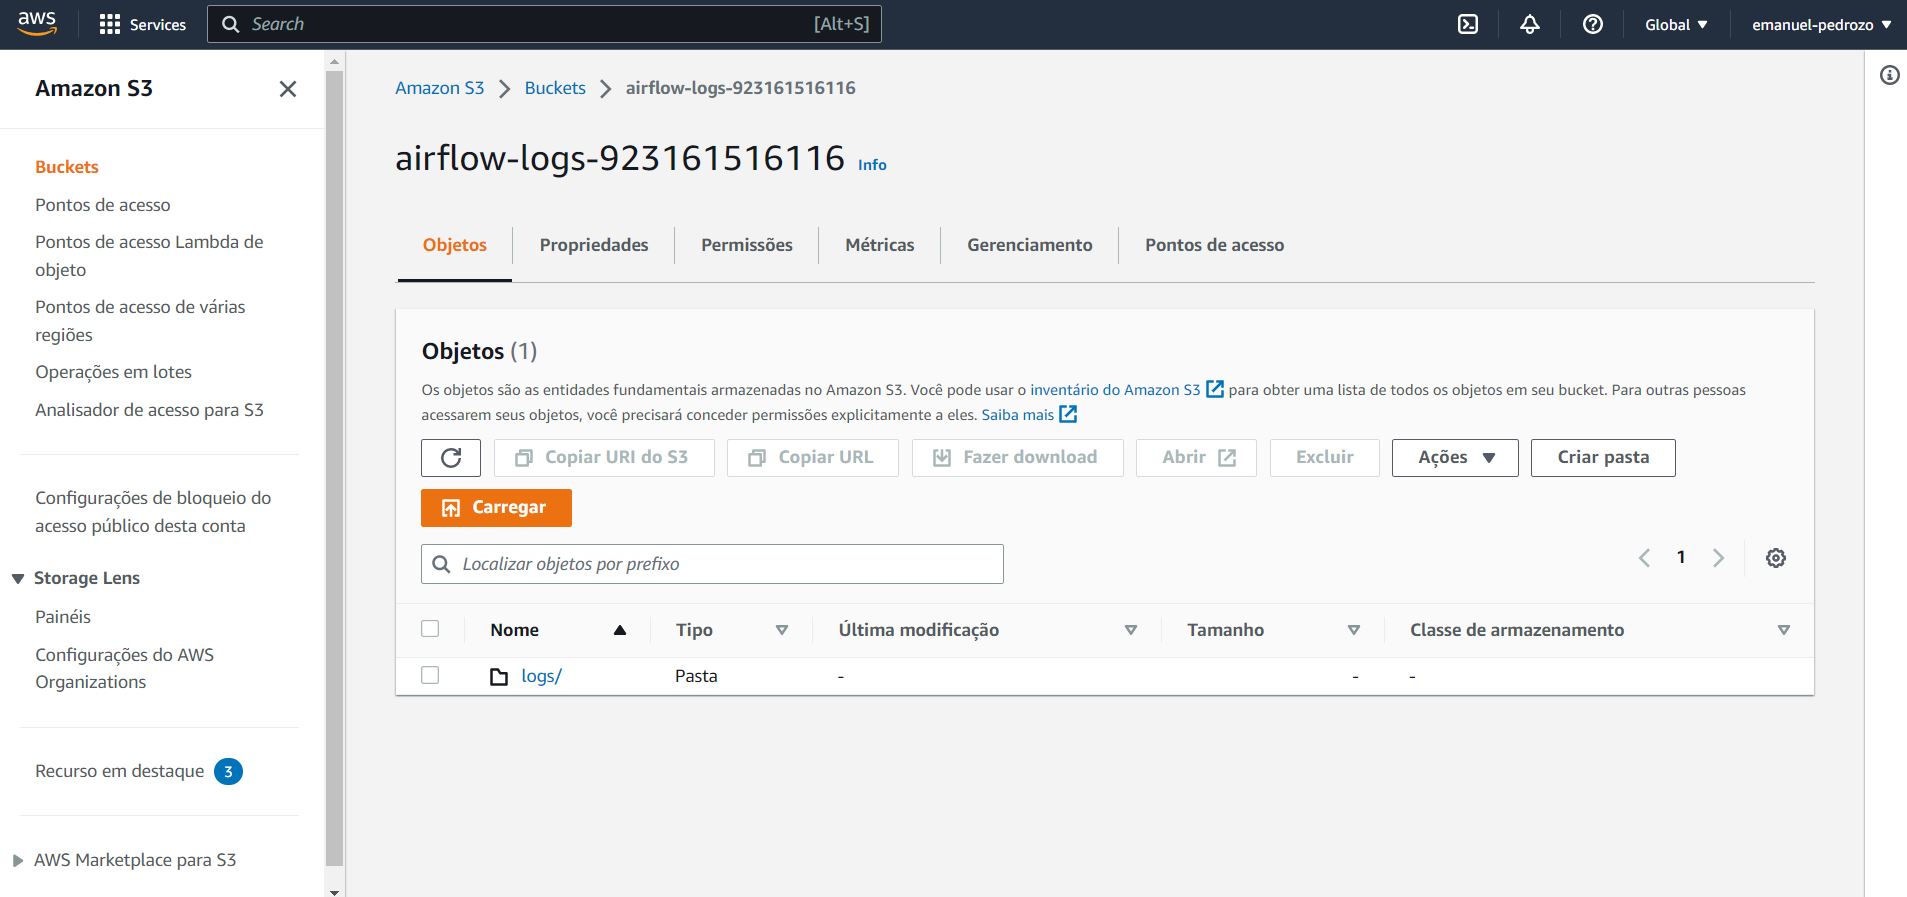 aws
Services
Search
[Alt+S]
Global
emanuel-pedrozo
Amazon S3
Buckets
Pontos de acesso
Pontos de acesso Lambda de
objeto
Pontos de acesso de várias
regiões
Operações em lotes
Analisador de acesso para S3
Configurações de bloqueio do
acesso público desta conta
Storage Lens
Painéis
Configurações do AWS
Organizations
Recurso em destaque 3
AWS Marketplace para S3
Amazon S3 Buckets airflow-logs-923161516116
airflow-logs-923161516116 Info
Objetos Propriedades Permissões Métricas Gerenciamento Pontos de acesso
Objetos (1)
Os objetos são as entidades fundamentais armazenadas no Amazon S3. Você pode usar o inventário do Amazon S3 para obter uma lista de todos os objetos em seu bucket. Para outras pessoas
acessarem seus objetos, você precisará conceder permissões explicitamente a eles. Saiba mais
Copiar URI do S3 Copiar URL Fazer download Abrir Excluir Ações Criar pasta
Carregar
Localizar objetos por prefixo
1
Nome Tipo Última modificação Tamanho Classe de armazenamento
logs/ Pasta - - -